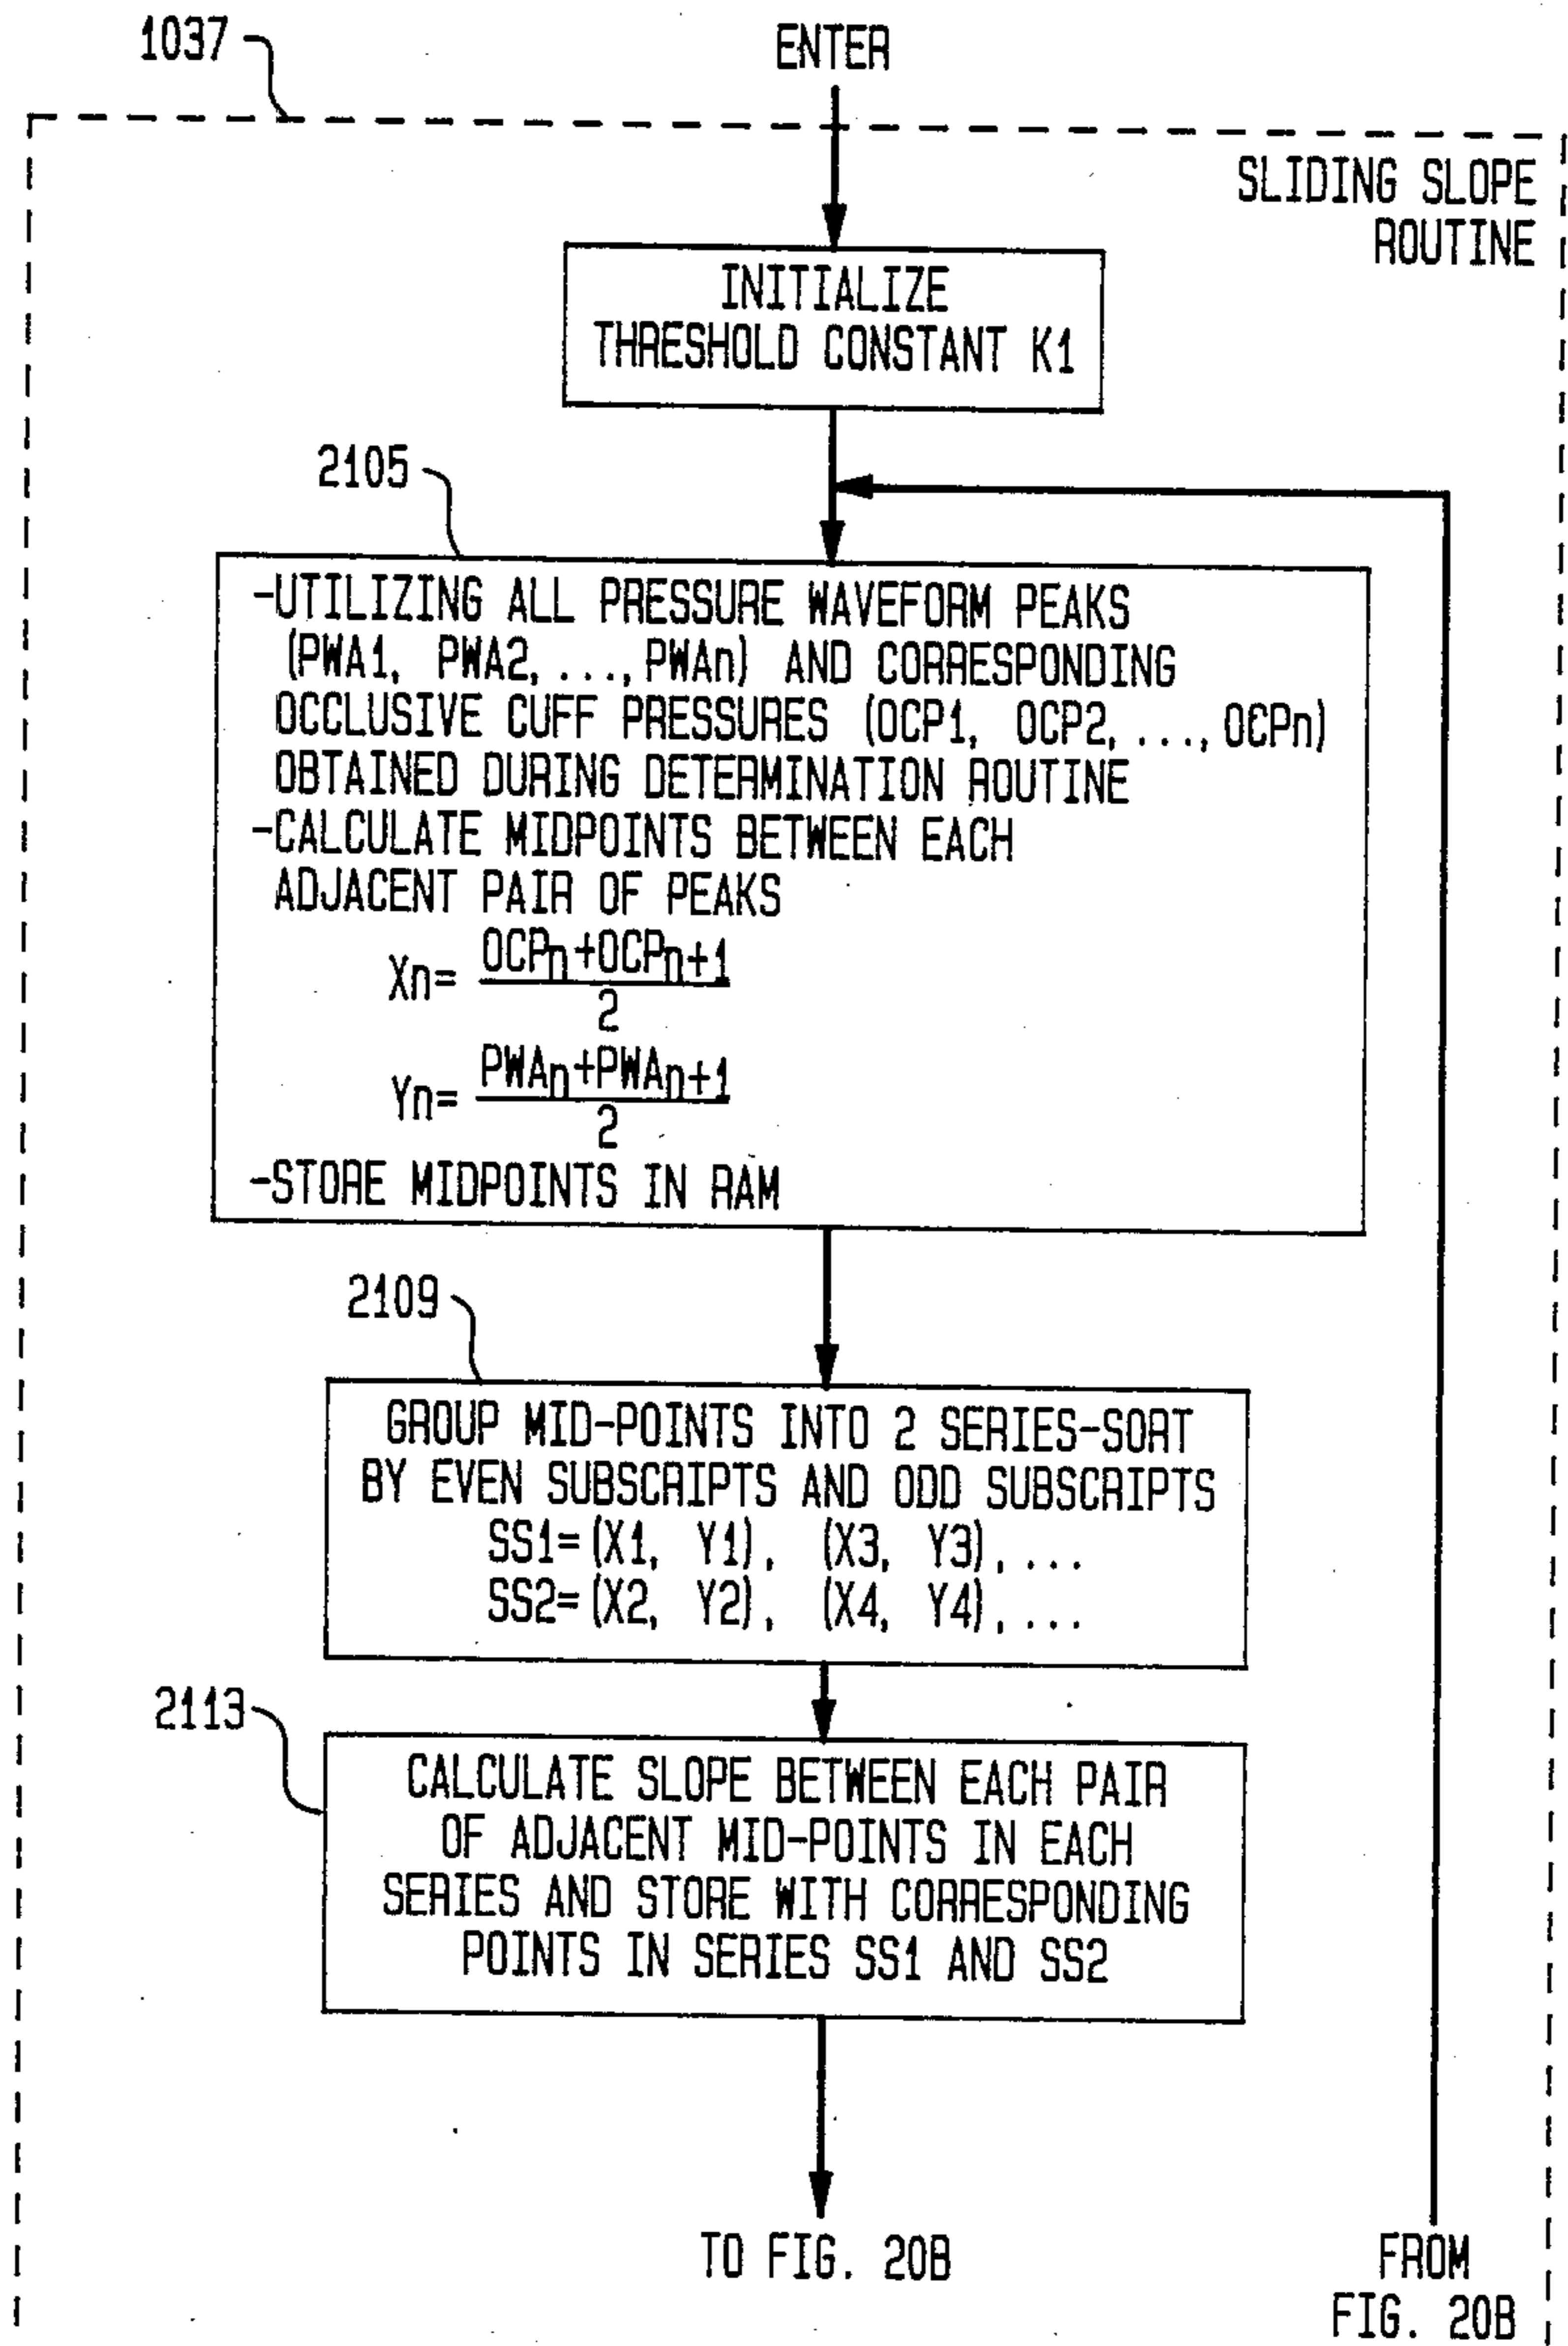 1037
ENTER
SLIDING SLOPE
ROUTINE
INITIALIZE
THRESHOLD CONSTANT K1
2105
-UTILIZING ALL PRESSURE WAVEFORM PEAKS
(PWA1, PWA2, ..., PWAn) AND CORRESPONDING
OCCLUSIVE CUFF PRESSURES (OCP1, OCP2, ..., OCPn)
OBTAINED DURING DETERMINATION ROUTINE
-CALCULATE MIDPOINTS BETWEEN EACH
ADJACENT PAIR OF PEAKS
Xn= OCPn+OCPn+1
2
Yn= PWAn+PWAn+1
2
-STORE MIDPOINTS IN RAM
2109
GROUP MID-POINTS INTO 2 SERIES-SORT
BY EVEN SUBSCRIPTS AND ODD SUBSCRIPTS
SS1=(X1, Y1), (X3, Y3), ...
SS2=(X2, Y2), (X4, Y4), ...
2113
CALCULATE SLOPE BETWEEN EACH PAIR
OF ADJACENT MID-POINTS IN EACH
SERIES AND STORE WITH CORRESPONDING
POINTS IN SERIES SS1 AND SS2
TO FIG. 20B
FROM
FIG. 20B